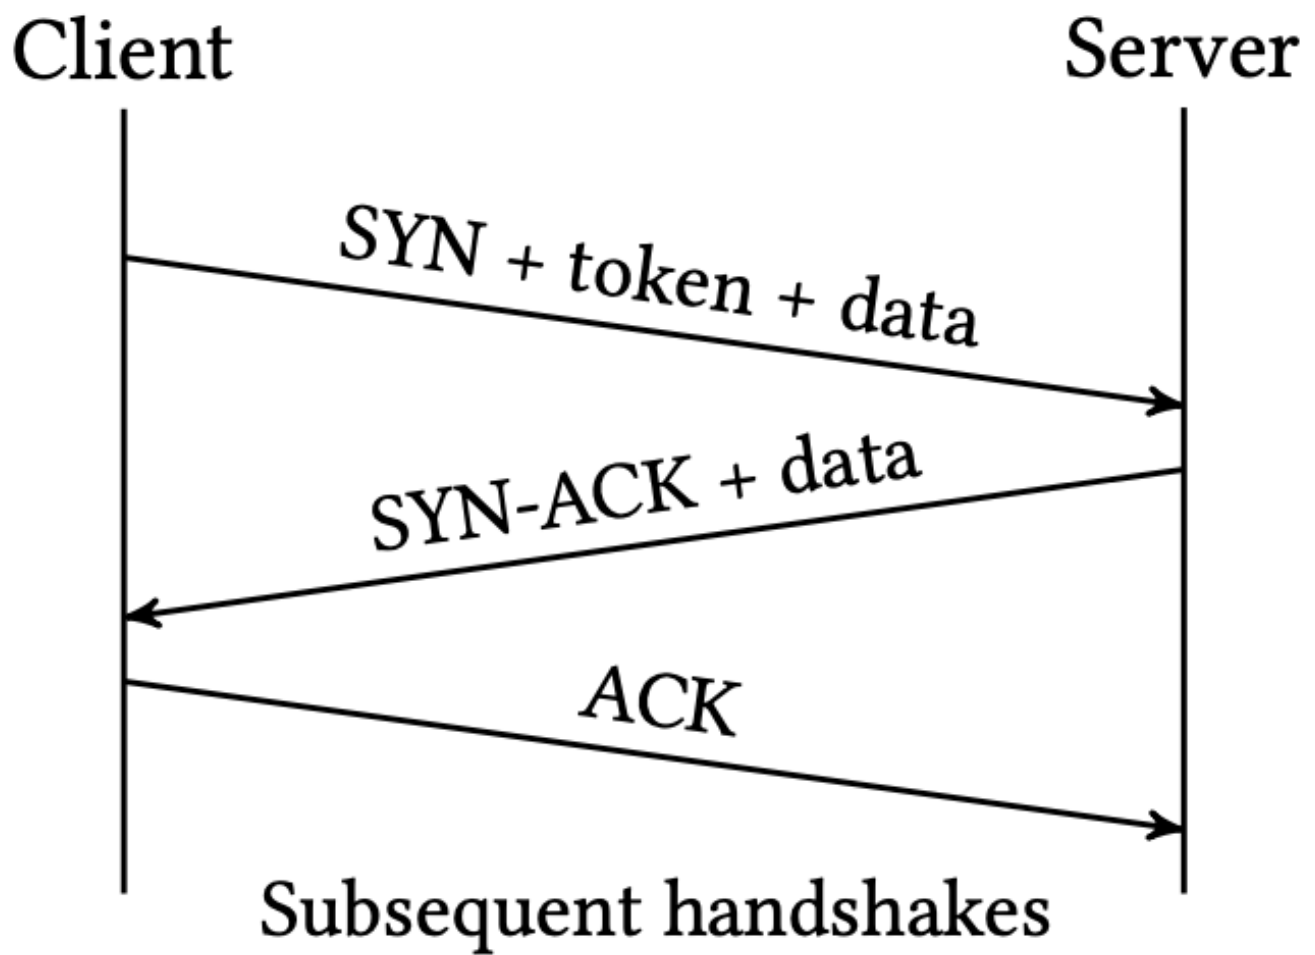 Client
Server
SYN + token + data
SYN-ACK + data
ACK
Subsequent handshakes